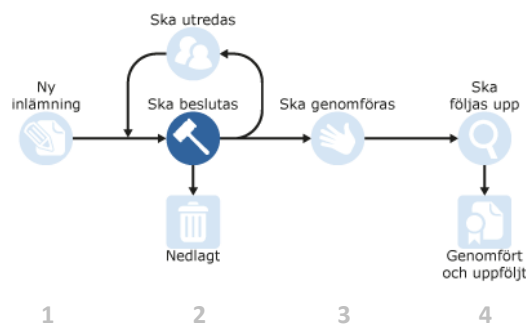 Ska utredas
Ny
inlämning
Ska beslutas
Ska genomföras
Ska
följas upp
Nedlagt
Genomfört
och uppföljt
1
2
3
4